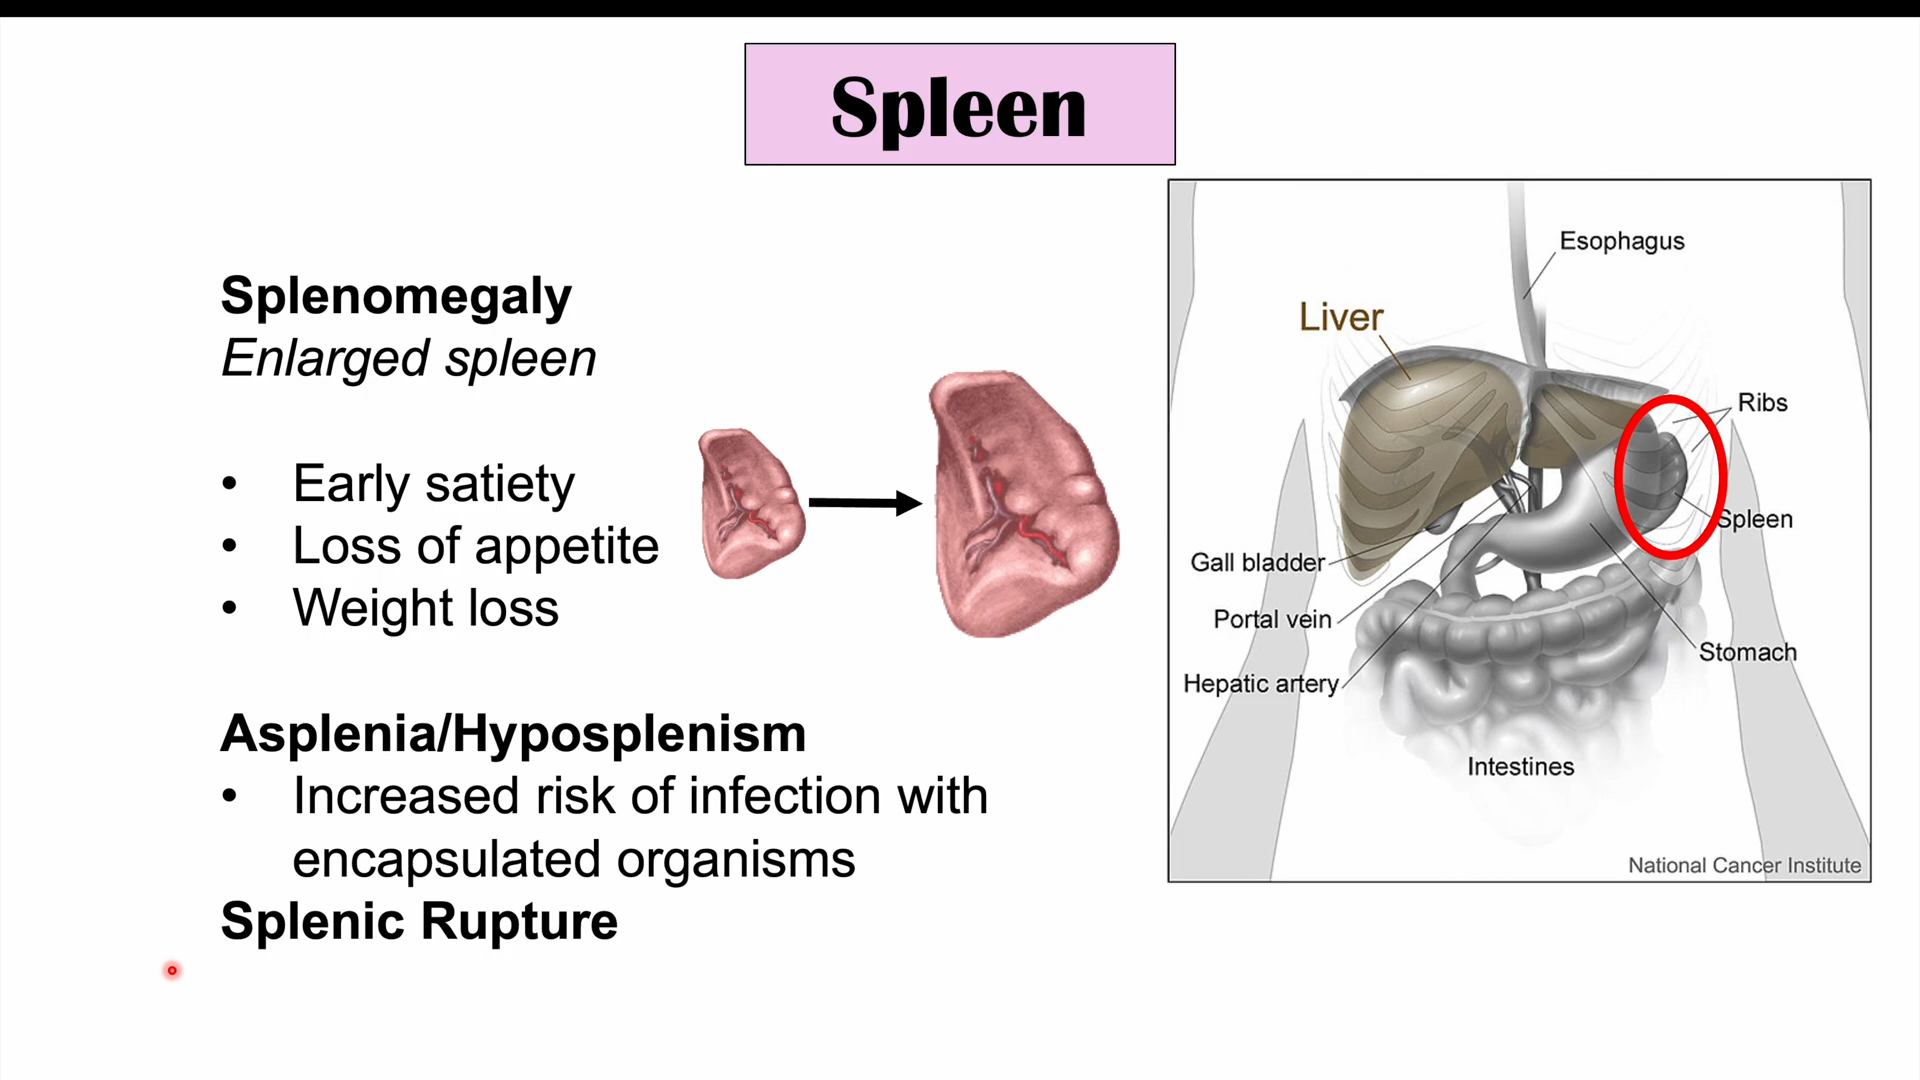 Spleen
Splenomegaly
Enlarged spleen
• Early satiety
• Loss of appetite
• Weight loss
Asplenia/Hyposplenism
• Increased risk of infection with
encapsulated organisms
Splenic Rupture
Esophagus
Liver
Ribs
Spleen
Gall bladder
Portal vein
Stomach
Hepatic artery
Intestines
National Cancer Institute